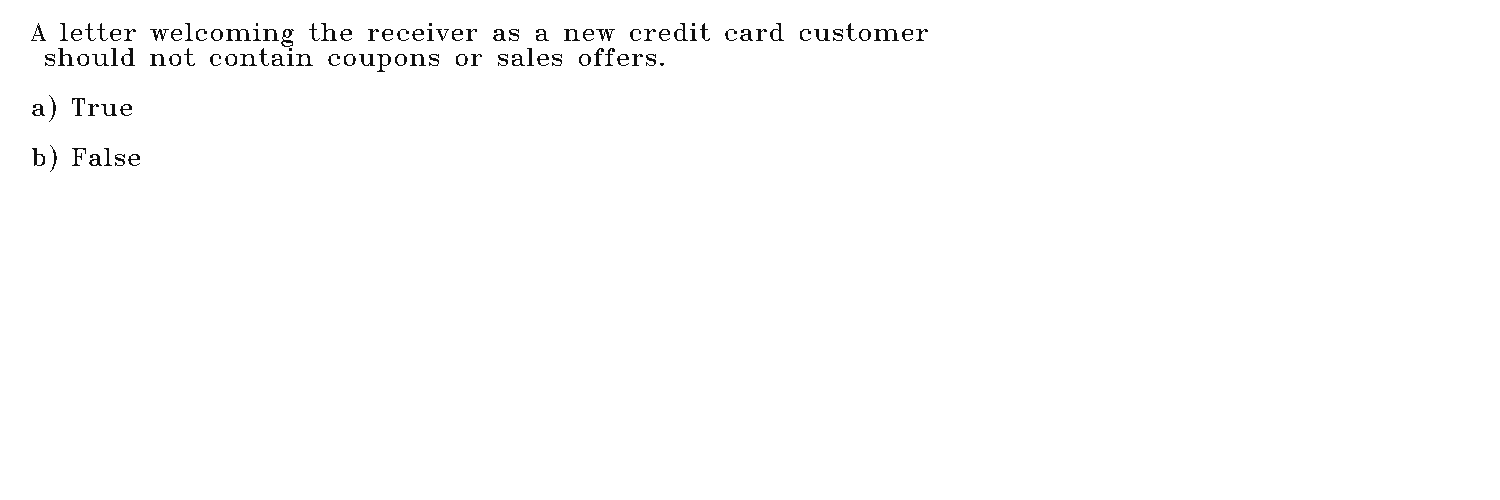 A letter welcoming the receiver as a new credit card customer
should not contain coupons or sales offers.
a) True
b) False